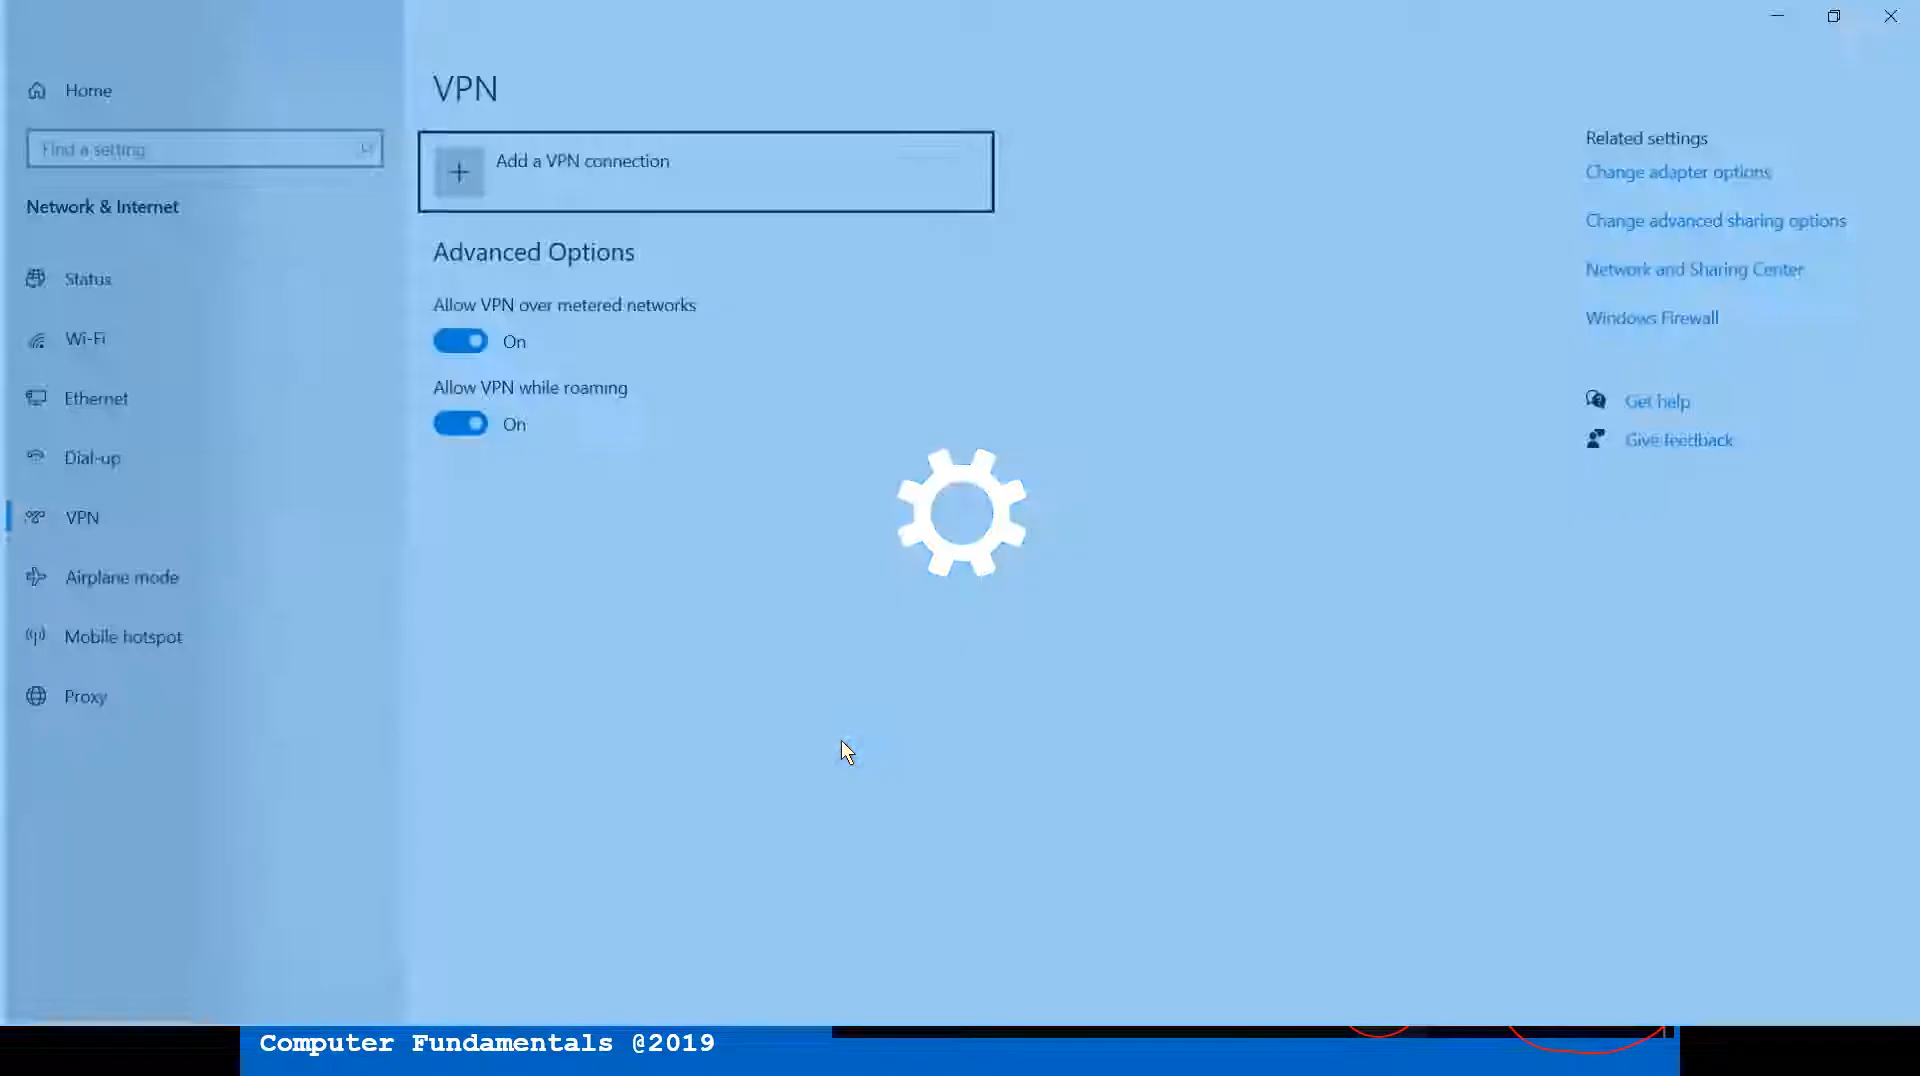 Home
Find a setting
Network & Internet
Status
Wi-Fi
Ethernet
Dial-up
VPN
Airplane mode
Mobile hotspot
Proxy
VPN
Add a VPN connection
Advanced Options
Allow VPN over metered networks
On
Allow VPN while roaming
On
Related settings
Change adapter options
Change advanced sharing options
Network and Sharing Center
Windows Firewall
Get help
Give feedback
Computer Fundamentals @2019